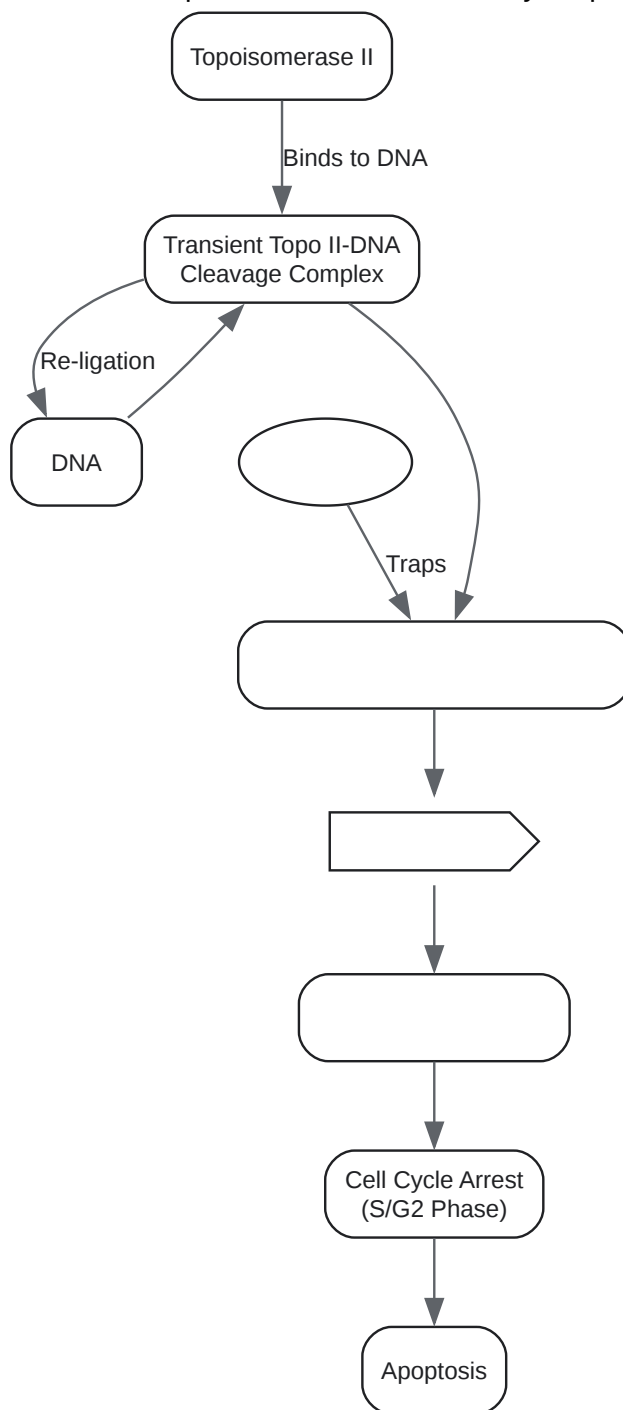 Topoisomerase II
Binds to DNA
Transient Topo II-DNA
Cleavage Complex
Re-ligation
DNA
Traps
Cell Cycle Arrest
(S/G2 Phase)
Apoptosis